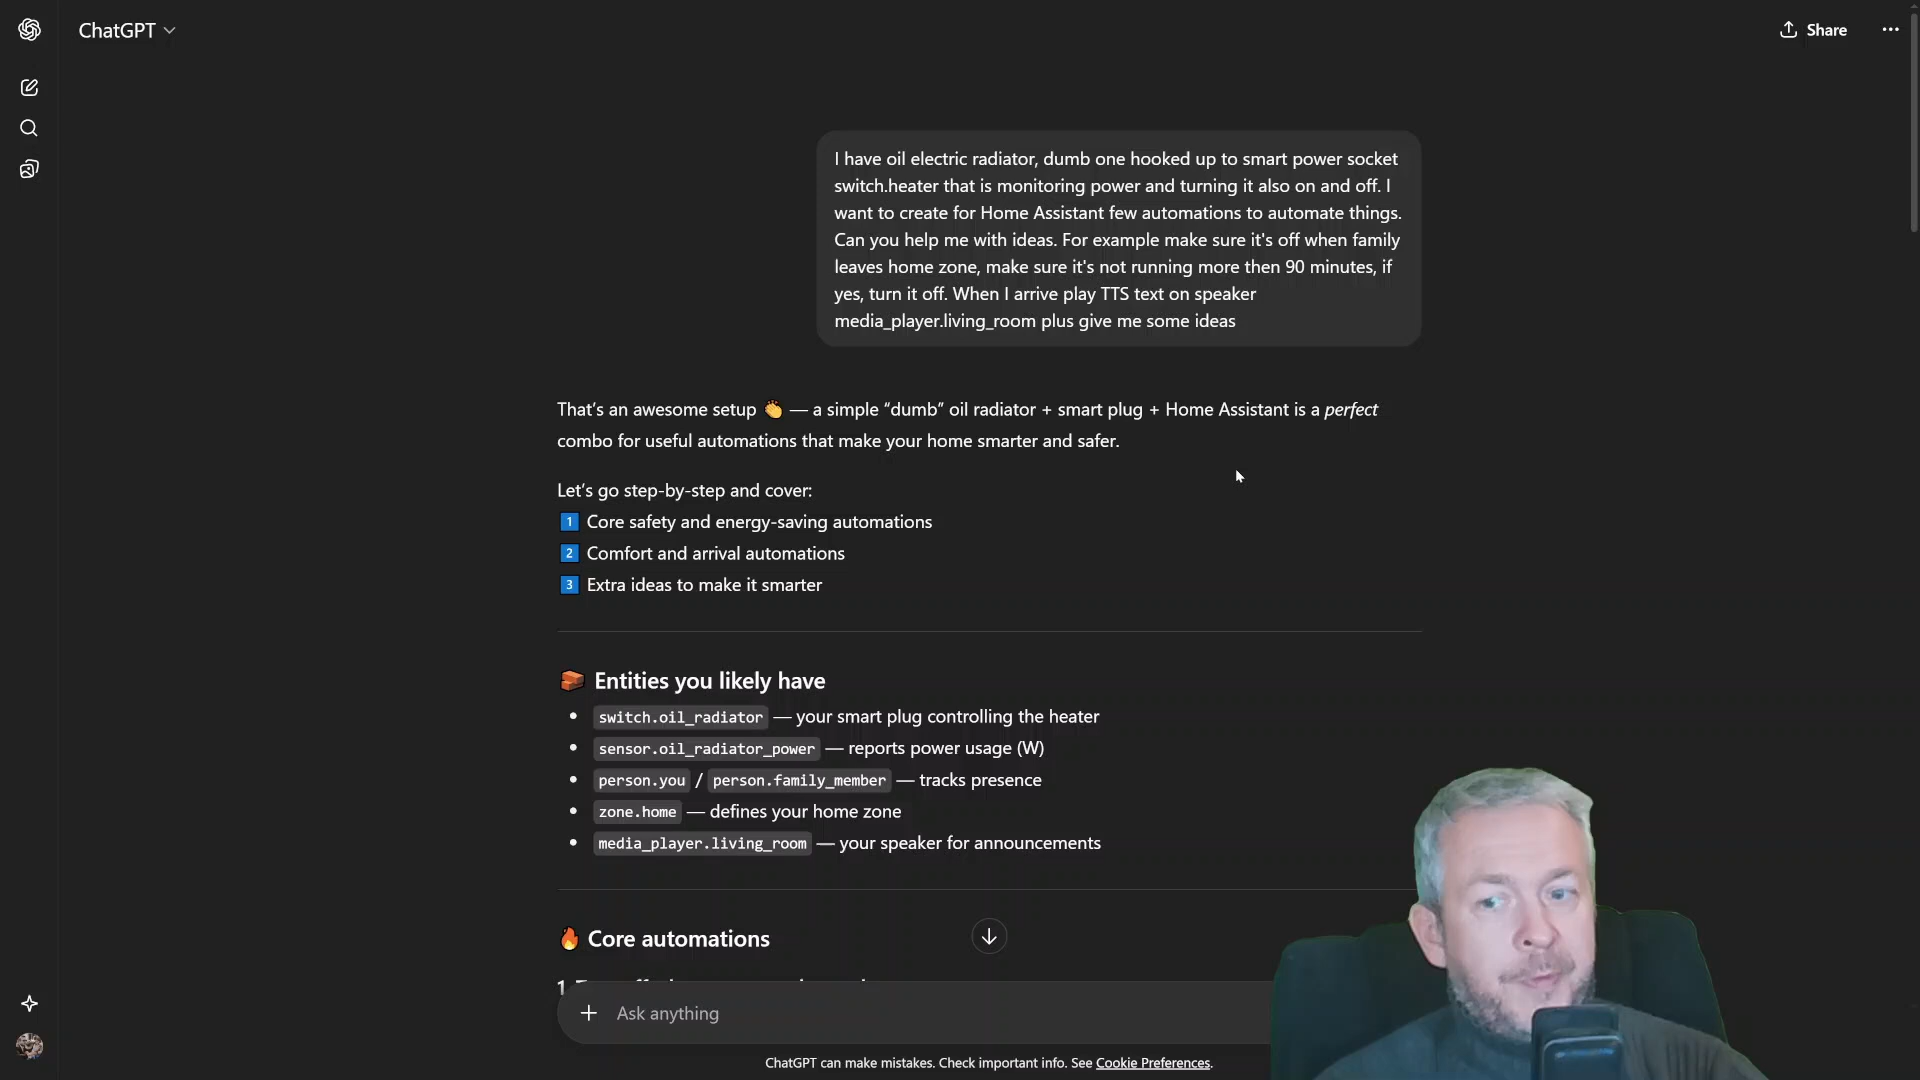 ChatGPT
Share
I have oil electric radiator, dumb one hooked up to smart power socket
switch.heater that is monitoring power and turning it also on and off. I
want to create for Home Assistant few automations to automate things.
Can you help me with ideas. For example make sure it's off when family
leaves home zone, make sure it's not running more then 90 minutes, if
yes, turn it off. When I arrive play TTS text on speaker
media_player.living_room plus give me some ideas
That's an awesome setup 👏 — a simple “dumb” oil radiator + smart plug + Home Assistant is a perfect
combo for useful automations that make your home smarter and safer.
Let's go step-by-step and cover:
1 Core safety and energy-saving automations
2 Comfort and arrival automations
3 Extra ideas to make it smarter
🧱 Entities you likely have
• switch.oil_radiator — your smart plug controlling the heater
• sensor.oil_radiator_power — reports power usage (W)
• person.you / person.family_member — tracks presence
• zone.home — defines your home zone
• media_player.living_room — your speaker for announcements
🔥 Core automations
Ask anything
ChatGPT can make mistakes. Check important info. See Cookie Preferences.